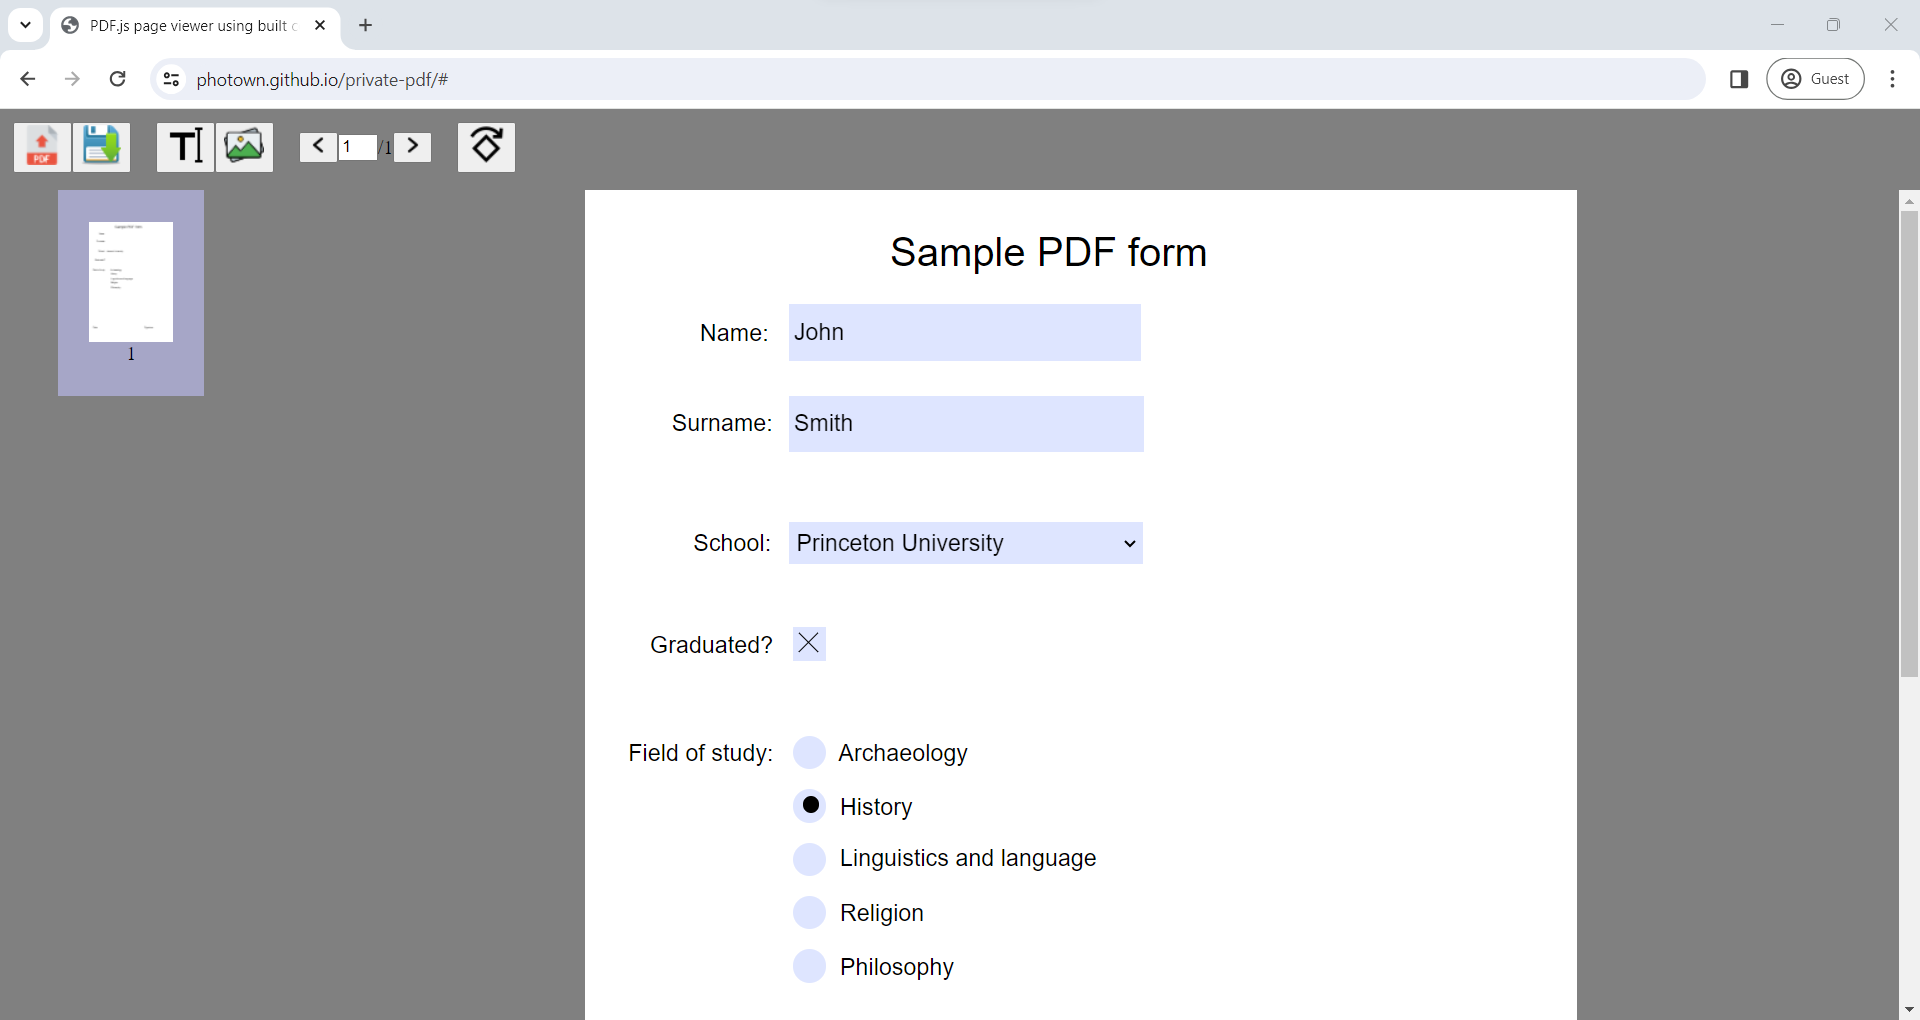 PDF.js page viewer using built c
photown.github.io/private-pdf/#
Guest
PDF
T
1 /1
1
Sample PDF form
Name: John
Surname: Smith
School: Princeton University
Graduated?
Field of study: Archaeology
History
Linguistics and language
Religion
Philosophy